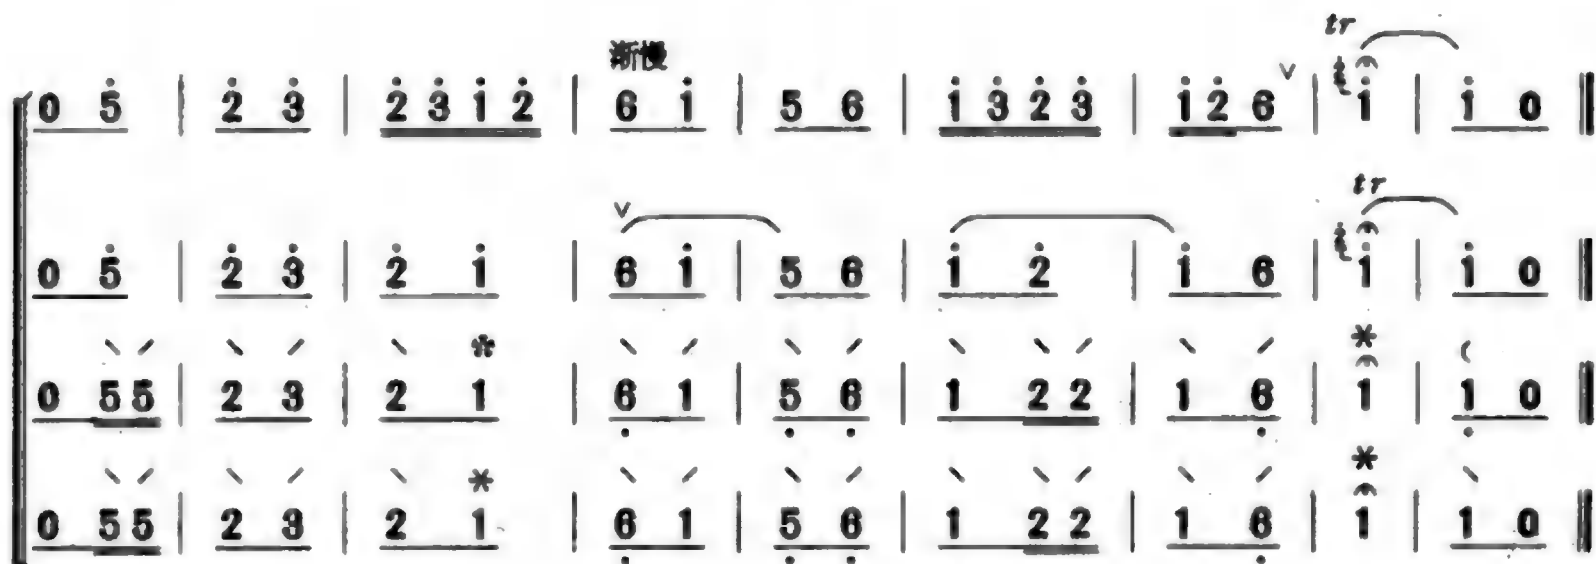 渐慢
tr
0 5̇ | 2̇ 3̇ | 2̇ 3̇ 1̇ 2̇ | 6 1̇ | 5 6 | 1̇ 3̇ 2̇ 3̇ | 1̇ 2̇ 6 ∨ | 1̇ | 1̇ 0 ‖
tr
0 5̇ | 2̇ 3̇ | 2̇ 1̇ | 6 1̇ | 5 6 | 1̇ 2̇ | 1̇ 6 | 1̇ | 1̇ 0 ‖
0 5 5 | 2 3 | 2 1 | 6̣ 1 | 5̣ 6̣ | 1 2 2 | 1 6̣ | 1 | 1̣ 0 ‖
0 5 5 | 2 3 | 2 1 | 6̣ 1 | 5̣ 6̣ | 1 2 2 | 1 6̣ | 1 | 1 0 ‖